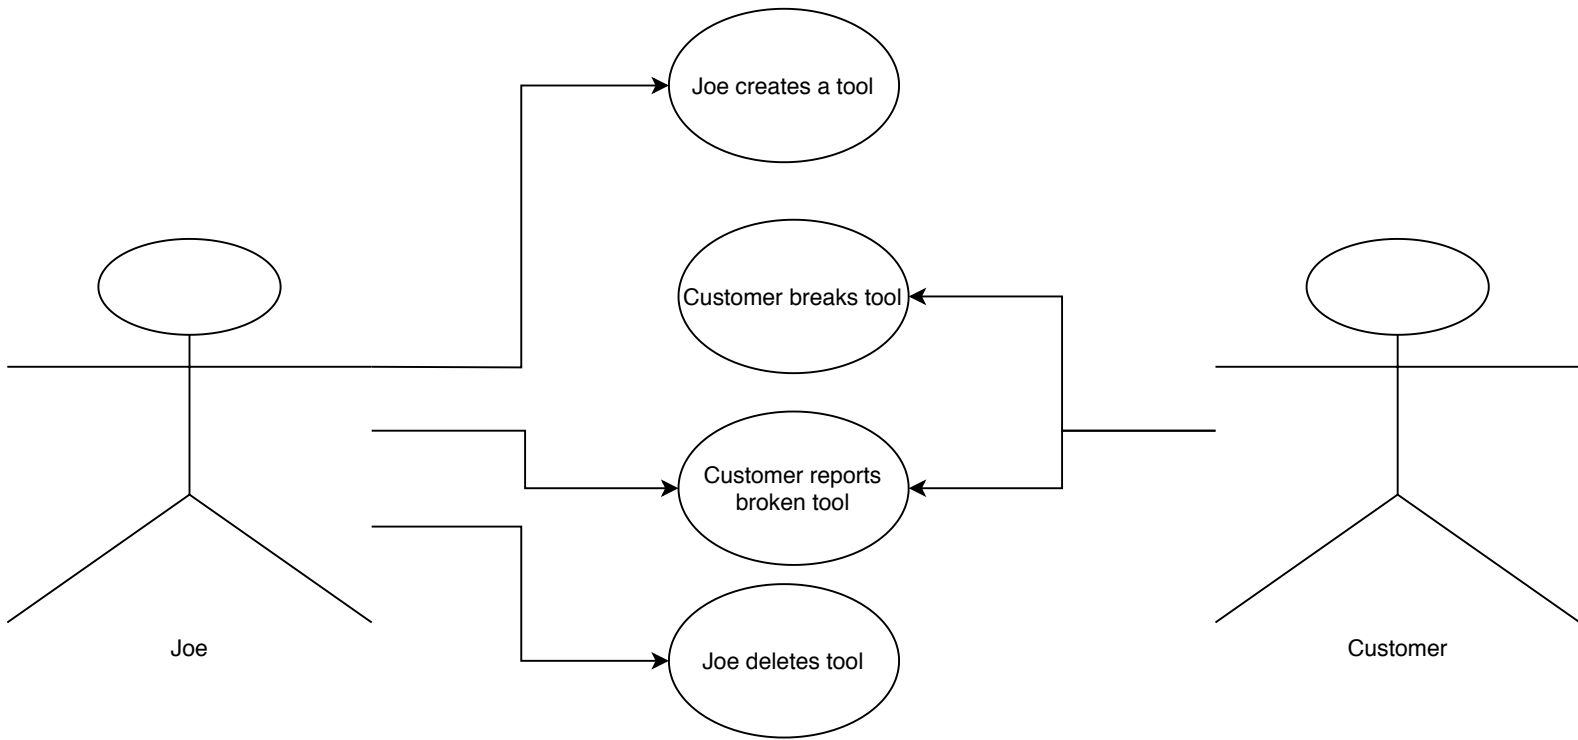 Joe creates a tool
Customer breaks tool
Customer reports
broken tool
Joe deletes tool
Joe
Customer